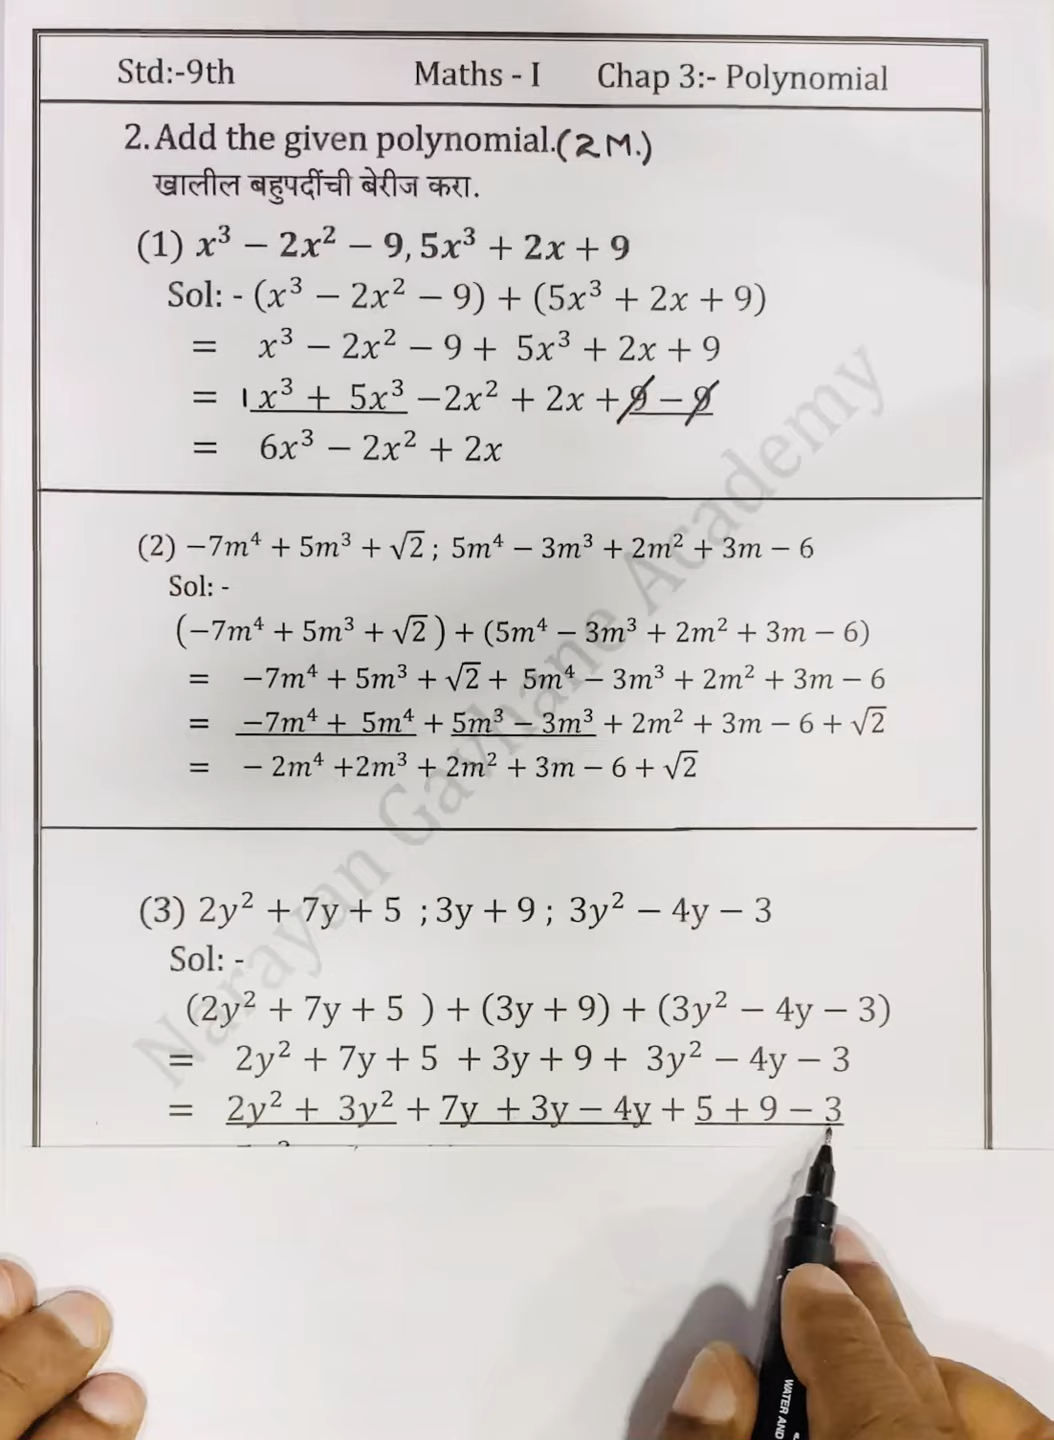 Std:-9th Maths - I Chap 3:- Polynomial
2. Add the given polynomial. (2 M.)
खालील बहुपदींची बेरीज करा.
(1) x³ − 2x² − 9, 5x³ + 2x + 9
Sol: - (x³ − 2x² − 9) + (5x³ + 2x + 9)
= x³ − 2x² − 9 + 5x³ + 2x + 9
= 1x³ + 5x³ −2x² + 2x + 9 − 9
= 6x³ − 2x² + 2x
(2) −7m⁴ + 5m³ + √2 ; 5m⁴ − 3m³ + 2m² + 3m − 6
Sol: -
(−7m⁴ + 5m³ + √2 ) + (5m⁴ − 3m³ + 2m² + 3m − 6)
= −7m⁴ + 5m³ + √2 + 5m⁴ − 3m³ + 2m² + 3m − 6
= −7m⁴ + 5m⁴ + 5m³ − 3m³ + 2m² + 3m − 6 + √2
= − 2m⁴ +2m³ + 2m² + 3m − 6 + √2
(3) 2y² + 7y + 5 ; 3y + 9 ; 3y² − 4y − 3
Sol: -
(2y² + 7y + 5 ) + (3y + 9) + (3y² − 4y − 3)
= 2y² + 7y + 5 + 3y + 9 + 3y² − 4y − 3
= 2y² + 3y² + 7y + 3y − 4y + 5 + 9 − 3
Narayan Gavhane Academy
WATER AND